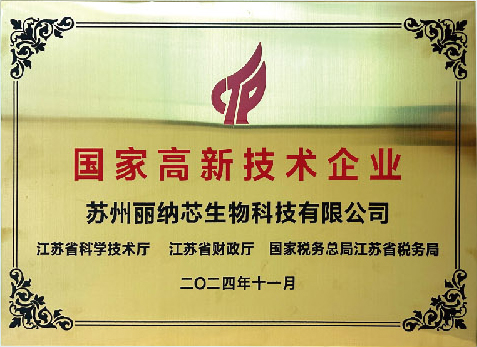 国家高新技术企业
苏州丽纳芯生物科技有限公司
江苏省科学技术厅 江苏省财政厅 国家税务总局江苏省税务局
二〇二四年十一月